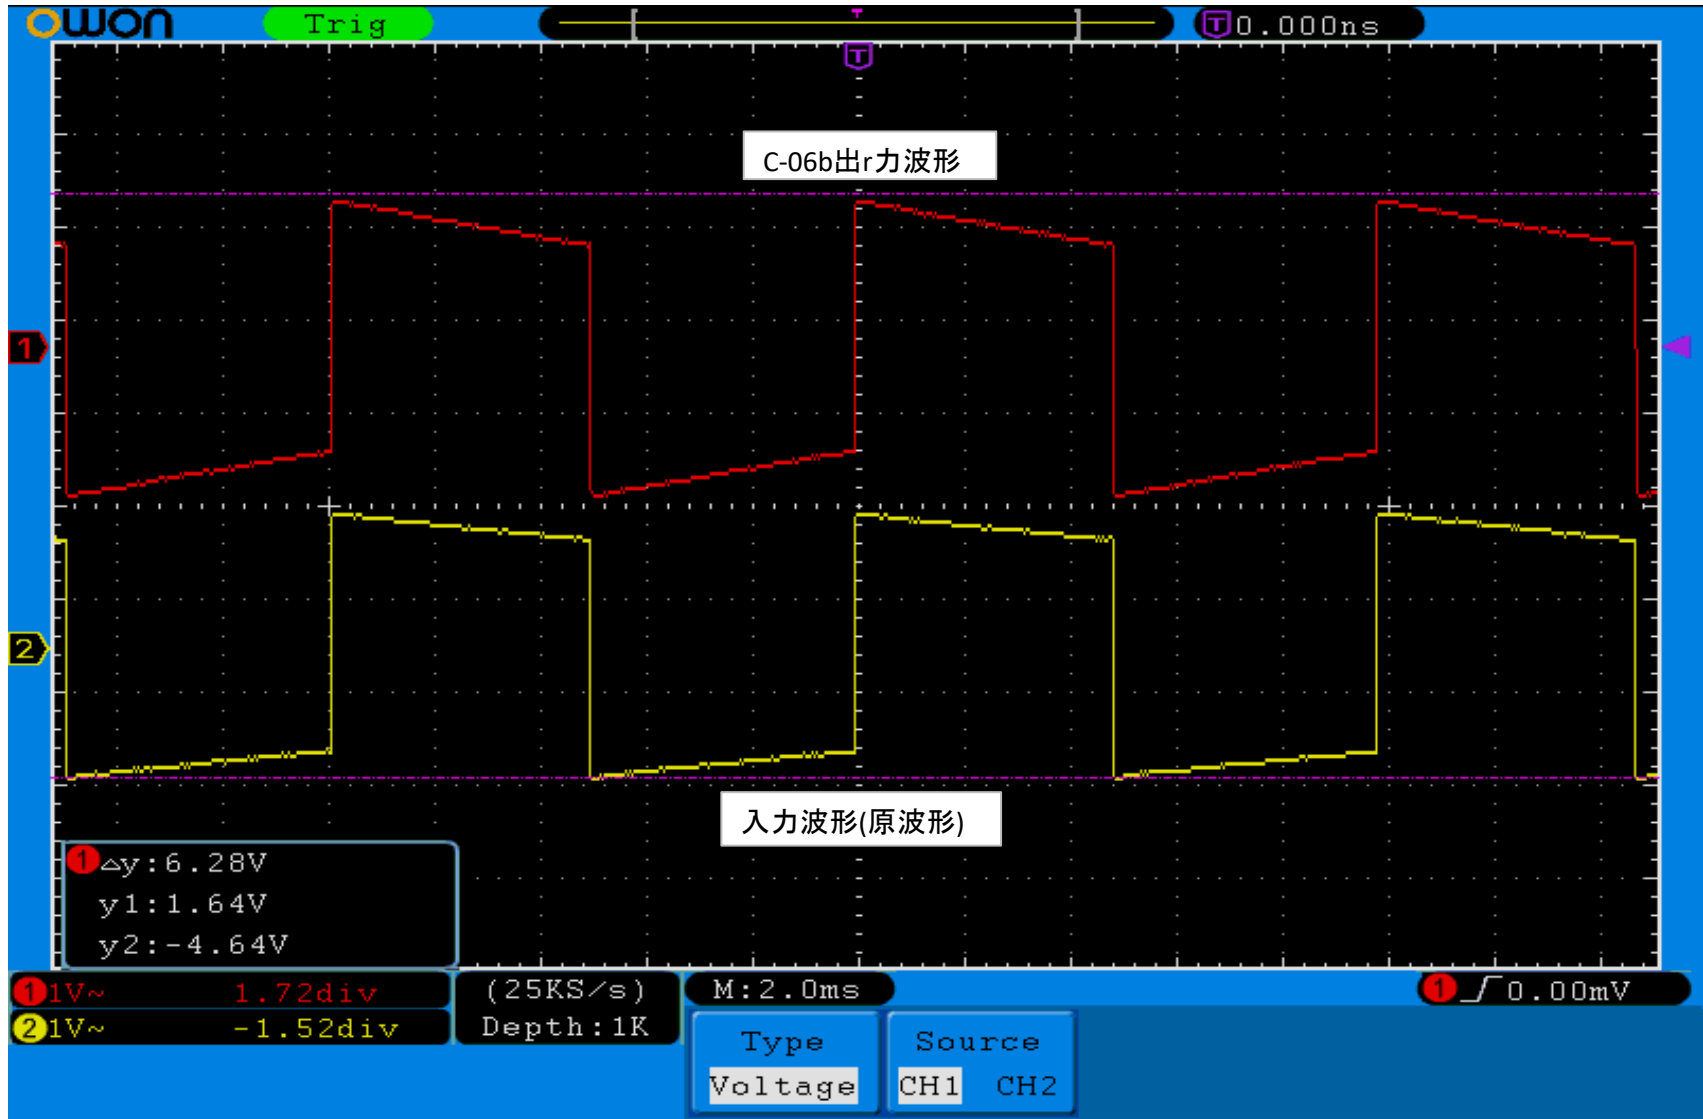 owon
Trig
T 0.000ns
T
C-06b出r力波形
1
2
入力波形(原波形)
1 △y:6.28V
y1:1.64V
y2:-4.64V
1 1V~ 1.72div
2 1V~ -1.52div
(25KS/s)
Depth:1K
M:2.0ms
1 0.00mV
Type
Voltage
Source
CH1 CH2